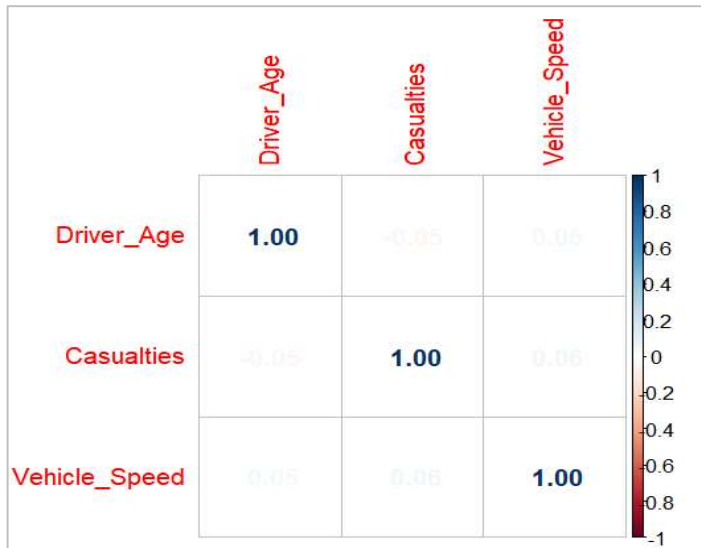 Driver_Age
Casualties
Vehicle_Speed
Driver_Age 1.00 -0.05 0.05
Casualties -0.05 1.00 0.06
Vehicle_Speed 0.05 0.06 1.00
1
0.8
0.6
0.4
0.2
0
-0.2
-0.4
-0.6
-0.8
-1